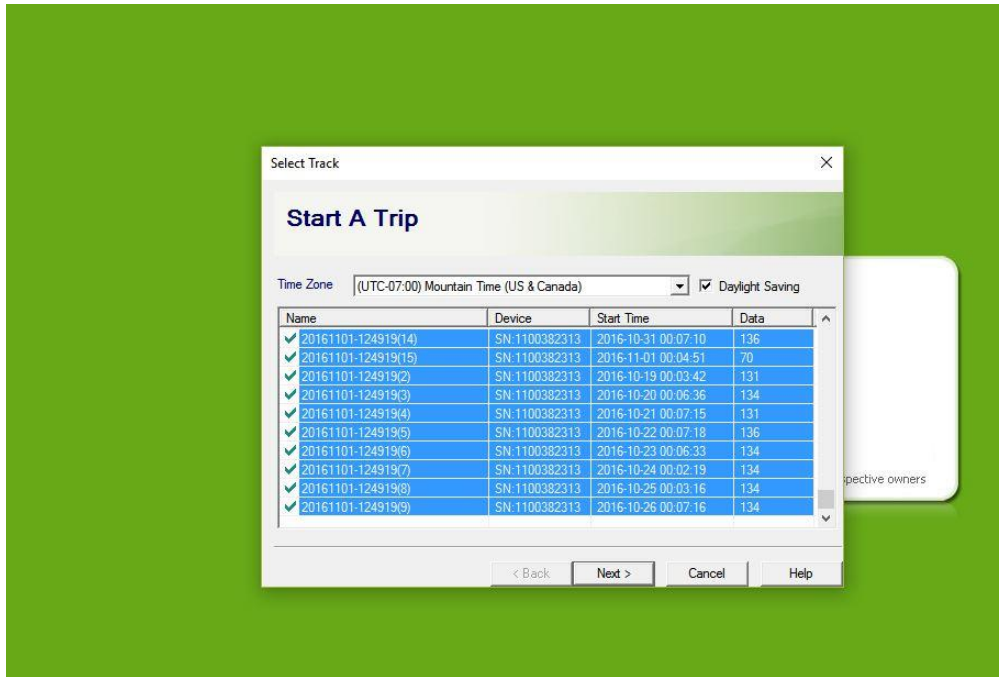 Select Track
Start A Trip
Time Zone (UTC-07:00) Mountain Time (US & Canada) Daylight Saving
Name Device Start Time Data
20161101-124919(14) SN:1100382313 2016-10-31 00:07:10 136
20161101-124919(15) SN:1100382313 2016-11-01 00:04:51 70
20161101-124919(2) SN:1100382313 2016-10-19 00:03:42 131
20161101-124919(3) SN:1100382313 2016-10-20 00:06:36 134
20161101-124919(4) SN:1100382313 2016-10-21 00:07:15 131
20161101-124919(5) SN:1100382313 2016-10-22 00:07:18 136
20161101-124919(6) SN:1100382313 2016-10-23 00:06:33 134
20161101-124919(7) SN:1100382313 2016-10-24 00:02:19 134
20161101-124919(8) SN:1100382313 2016-10-25 00:03:16 134
20161101-124919(9) SN:1100382313 2016-10-26 00:07:16 134
spective owners
< Back Next > Cancel Help